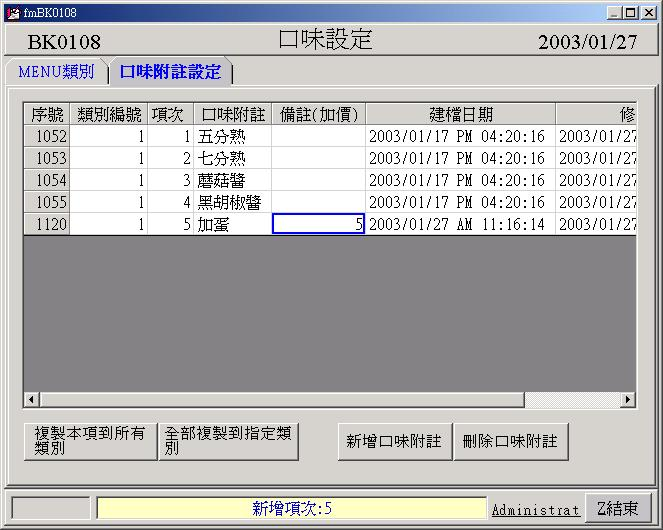 fmBK0108
BK0108 口味設定 2003/01/27
MENU類別 口味附註設定
序號 類別編號 項次 口味附註 備註(加價) 建檔日期 修
1052 1 1 五分熟 2003/01/17 PM 04:20:16 2003/01/27
1053 1 2 七分熟 2003/01/17 PM 04:20:16 2003/01/27
1054 1 3 蘑菇醬 2003/01/17 PM 04:20:16 2003/01/27
1055 1 4 黑胡椒醬 2003/01/17 PM 04:20:16 2003/01/27
1120 1 5 加蛋 5 2003/01/27 AM 11:16:14 2003/01/27
複製本項到所有
類別
全部複製到指定類
別
新增口味附註 刪除口味附註
新增項次:5 Administrat Z結束